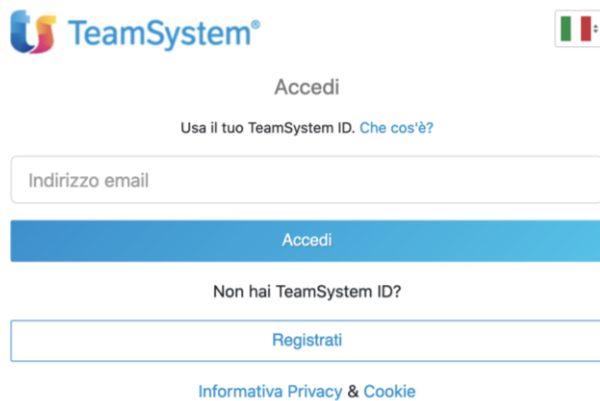 TeamSystem®
Accedi
Usa il tuo TeamSystem ID. Che cos'è?
Indirizzo email
Accedi
Non hai TeamSystem ID?
Registrati
Informativa Privacy & Cookie